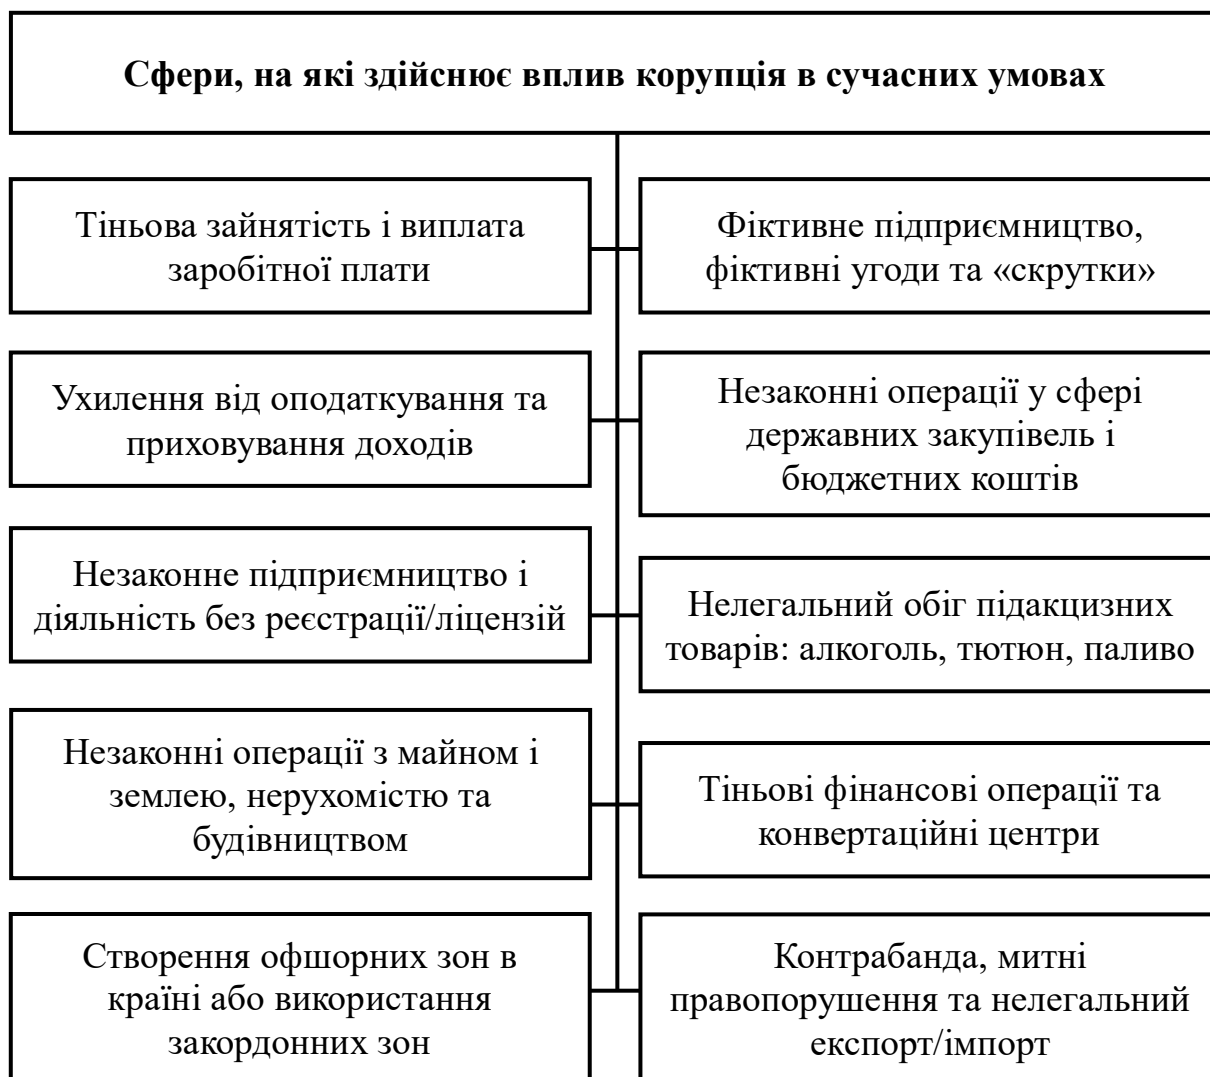 Сфери, на які здійснює вплив корупція в сучасних умовах
Тіньова зайнятість і виплата
заробітної плати
Фіктивне підприємництво,
фіктивні угоди та «скрутки»
Ухилення від оподаткування та
приховування доходів
Незаконні операції у сфері
державних закупівель і
бюджетних коштів
Незаконне підприємництво і
діяльність без реєстрації/ліцензій
Нелегальний обіг підакцизних
товарів: алкоголь, тютюн, паливо
Незаконні операції з майном і
землею, нерухомістю та
будівництвом
Тіньові фінансові операції та
конвертаційні центри
Створення офшорних зон в
країні або використання
закордонних зон
Контрабанда, митні
правопорушення та нелегальний
експорт/імпорт